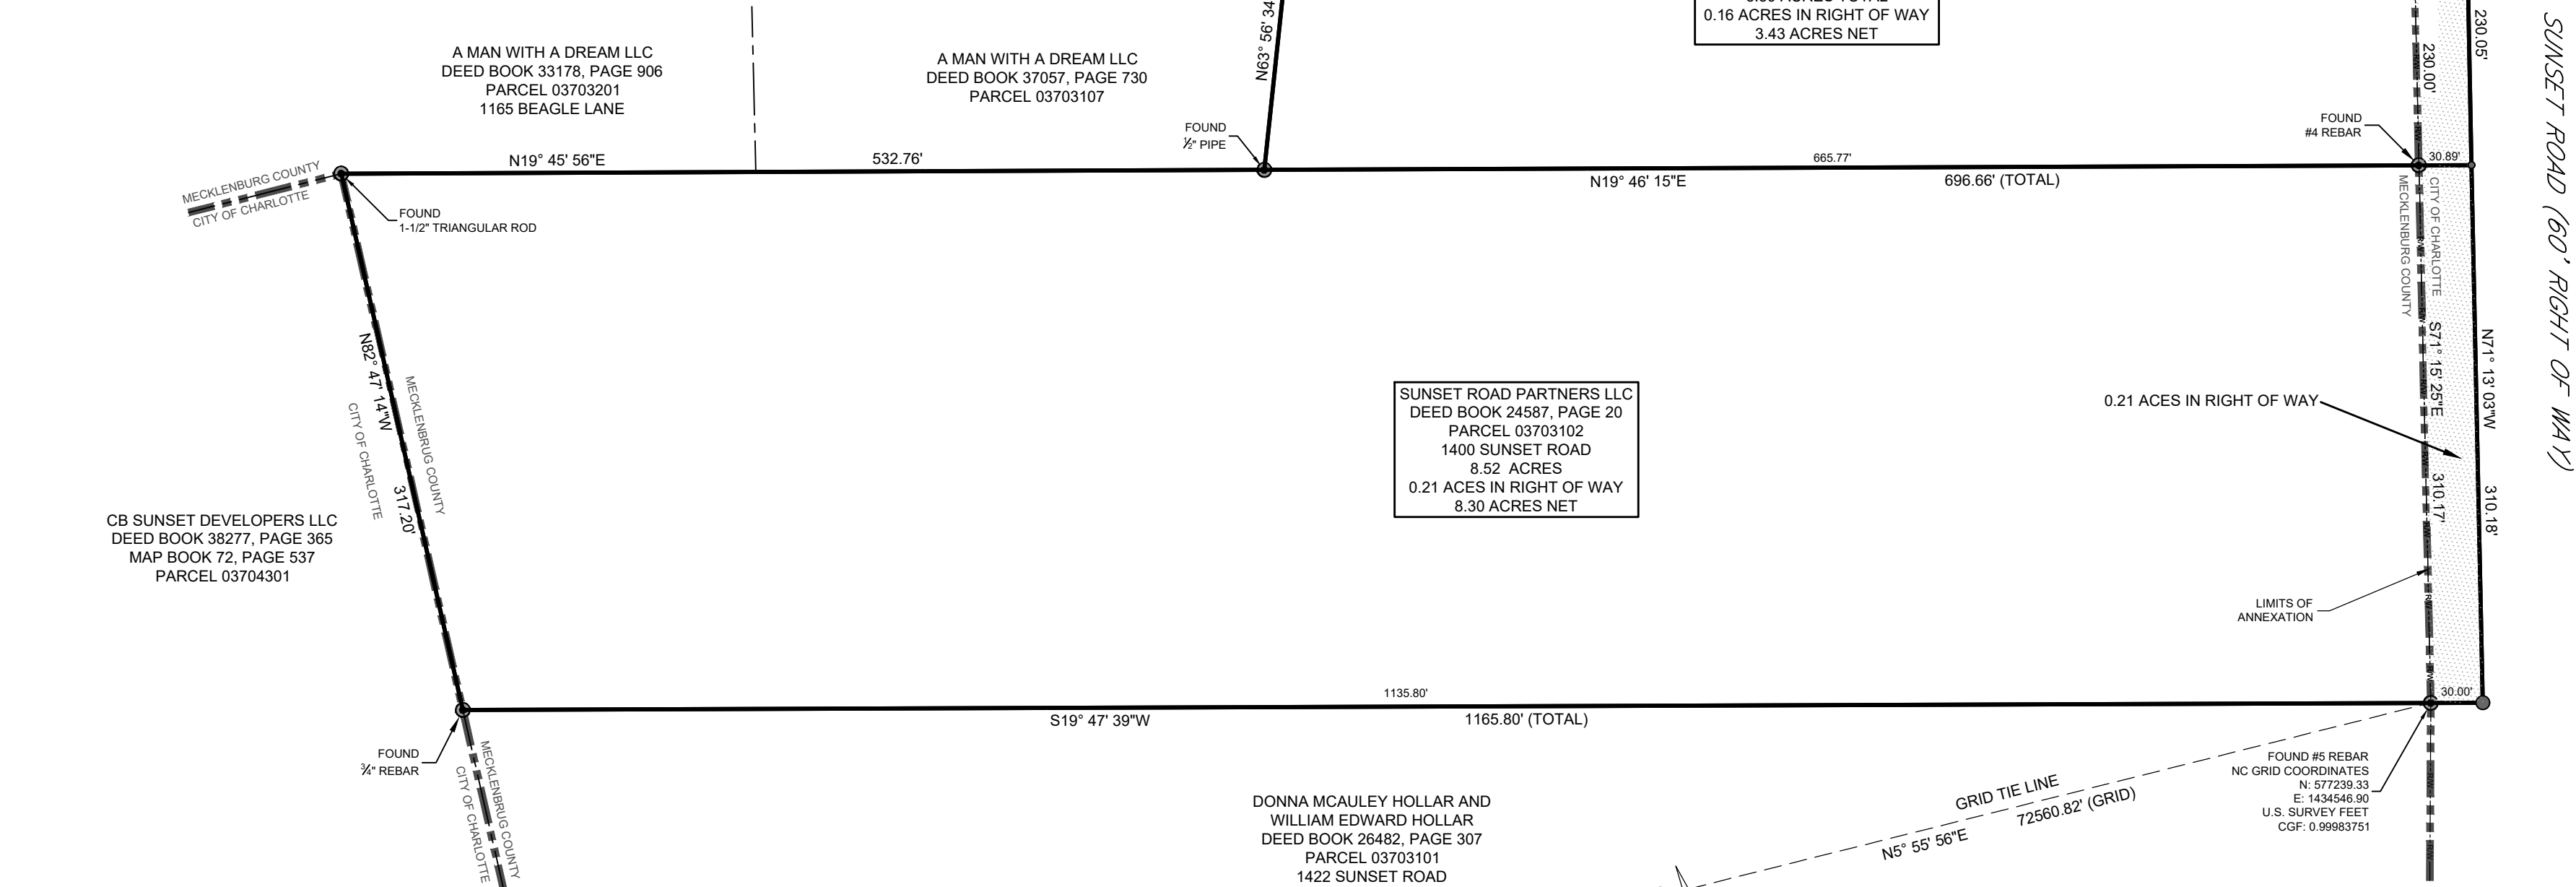 0.16 ACRES IN RIGHT OF WAY
3.43 ACRES NET
N63° 56' 34
230.05'
230.00'
SUNSET ROAD (60' RIGHT OF WAY)
A MAN WITH A DREAM LLC
DEED BOOK 33178, PAGE 906
PARCEL 03703201
1165 BEAGLE LANE
A MAN WITH A DREAM LLC
DEED BOOK 37057, PAGE 730
PARCEL 03703107
FOUND
½" PIPE
FOUND
#4 REBAR
N19° 45' 56"E
532.76'
665.77'
30.89'
N19° 46' 15"E
696.66' (TOTAL)
MECKLENBURG COUNTY
CITY OF CHARLOTTE
FOUND
1-1/2" TRIANGULAR ROD
CITY OF CHARLOTTE
MECKLENBURG COUNTY
N82° 47' 14"W
317.20'
MECKLENBRUG COUNTY
CITY OF CHARLOTTE
S71° 15' 25"E
310.17'
N71° 13' 03"W
310.18'
SUNSET ROAD PARTNERS LLC
DEED BOOK 24587, PAGE 20
PARCEL 03703102
1400 SUNSET ROAD
8.52 ACRES
0.21 ACES IN RIGHT OF WAY
8.30 ACRES NET
0.21 ACES IN RIGHT OF WAY
CB SUNSET DEVELOPERS LLC
DEED BOOK 38277, PAGE 365
MAP BOOK 72, PAGE 537
PARCEL 03704301
LIMITS OF
ANNEXATION
1135.80'
30.00'
S19° 47' 39"W
1165.80' (TOTAL)
FOUND
¾" REBAR
MECKLENBRUG COUNTY
CITY OF CHARLOTTE
FOUND #5 REBAR
NC GRID COORDINATES
N: 577239.33
E: 1434546.90
U.S. SURVEY FEET
CGF: 0.99983751
GRID TIE LINE
N5° 55' 56"E
72560.82' (GRID)
DONNA MCAULEY HOLLAR AND
WILLIAM EDWARD HOLLAR
DEED BOOK 26482, PAGE 307
PARCEL 03703101
1422 SUNSET ROAD